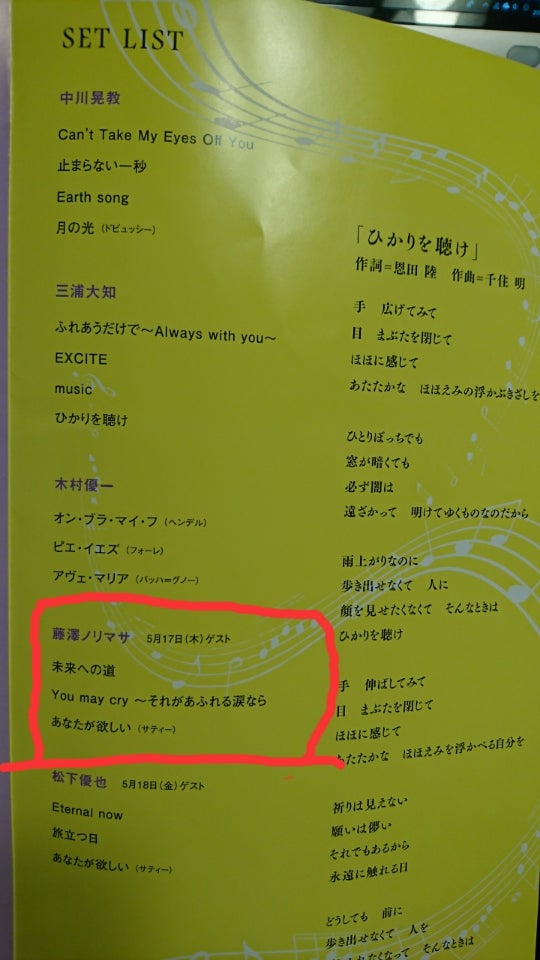 SET LIST
中川晃教
Can't Take My Eyes Off You
止まらない一秒
Earth song
月の光（ドビュッシー）
三浦大知
ふれあうだけで～Always with you～
EXCITE
music
ひかりを聴け
木村優一
オン・ブラ・マイ・フ（ヘンデル）
ピエ・イエズ（フォーレ）
アヴェ・マリア（バッハ＝グノー）
藤澤ノリマサ　5月17日（木）ゲスト
未来への道
You may cry ～それがあふれる涙なら
あなたが欲しい（サティー）
松下優也　5月18日（金）ゲスト
Eternal now
旅立つ日
あなたが欲しい（サティー）
「ひかりを聴け」
作詞＝恩田 陸　作曲＝千住 明
手　広げてみて
目　まぶたを閉じて
ほほに感じて
あたたかな　ほほえみの浮かぶきざしを
ひとりぼっちでも
窓が暗くても
必ず闇は
遠ざかって　明けてゆくものなのだから
雨上がりなのに
歩き出せなくて　人に
顔を見せたくなくて　そんなときは
ひかりを聴け
手　伸ばしてみて
目　まぶたを閉じて
ほほに感じて
あたたかな　ほほえみを浮かべる自分を
祈りは見えない
願いは儚い
それでもあるから
永遠に触れる日
どうしても　前に
歩き出せなくて　人を
なくなって　そんなときは